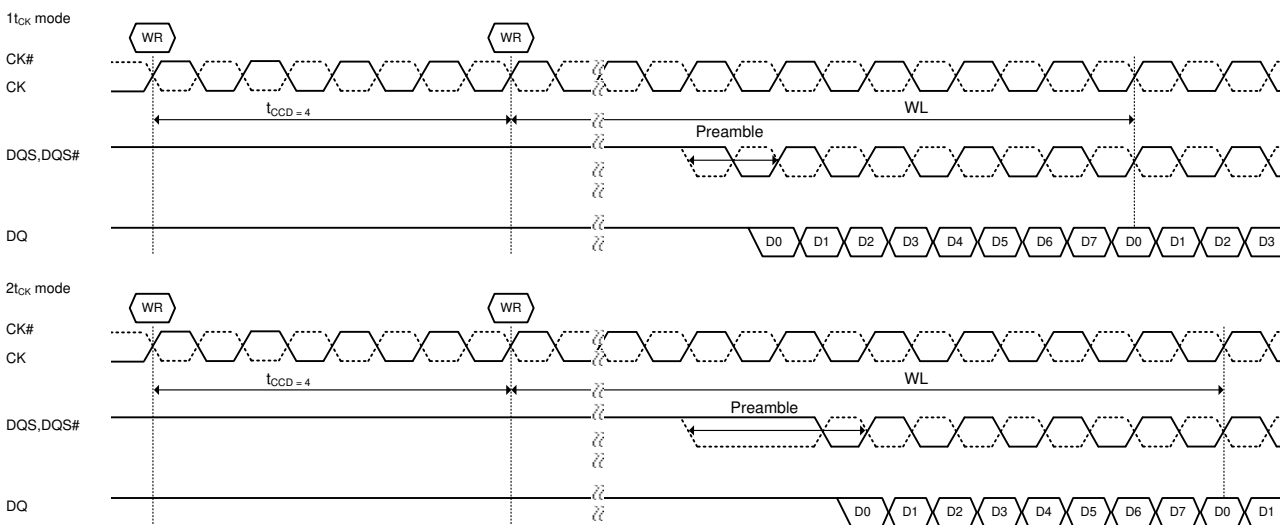 1tCK mode
WR WR
CK#
CK
tCCD = 4 WL
Preamble
DQS,DQS#
DQ D0 D1 D2 D3 D4 D5 D6 D7 D0 D1 D2 D3
2tCK mode
WR WR
CK#
CK
tCCD = 4 WL
Preamble
DQS,DQS#
DQ D0 D1 D2 D3 D4 D5 D6 D7 D0 D1